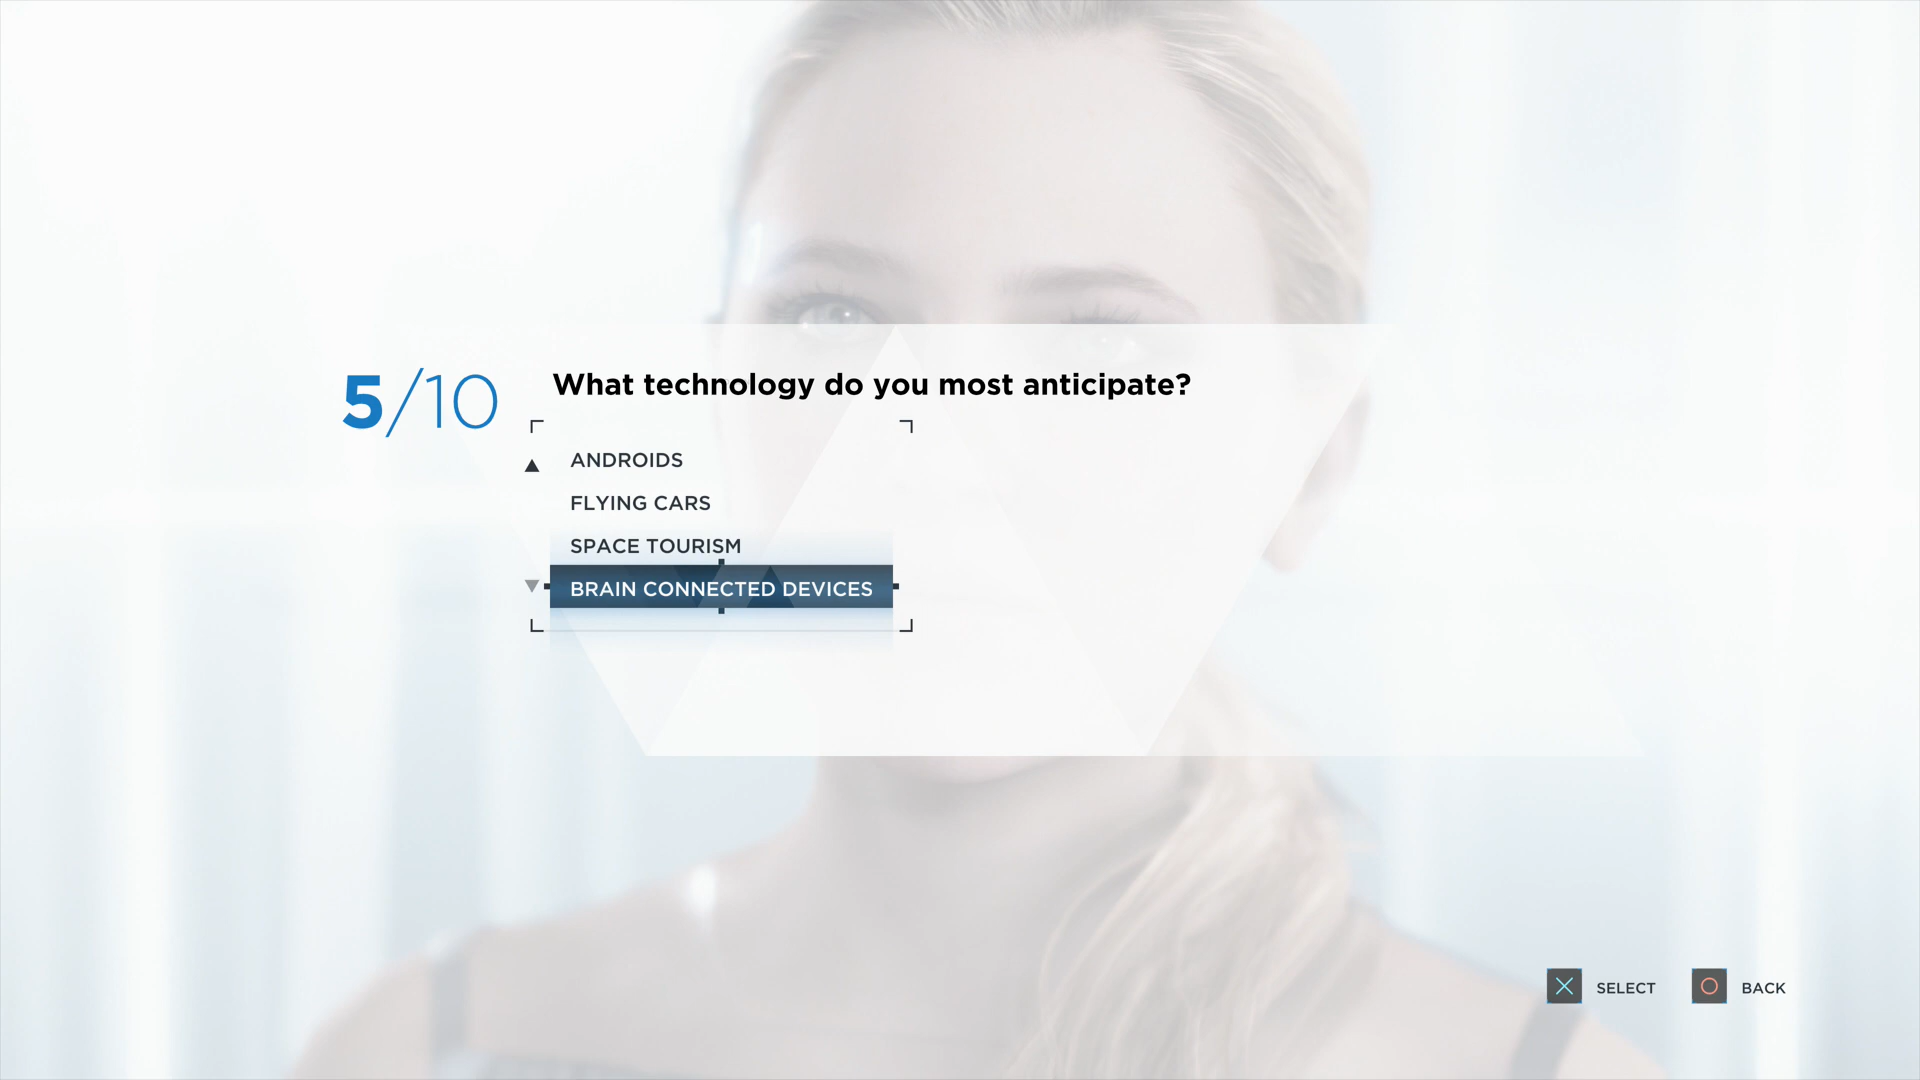 5/10
What technology do you most anticipate?
ANDROIDS
FLYING CARS
SPACE TOURISM
BRAIN CONNECTED DEVICES
SELECT BACK